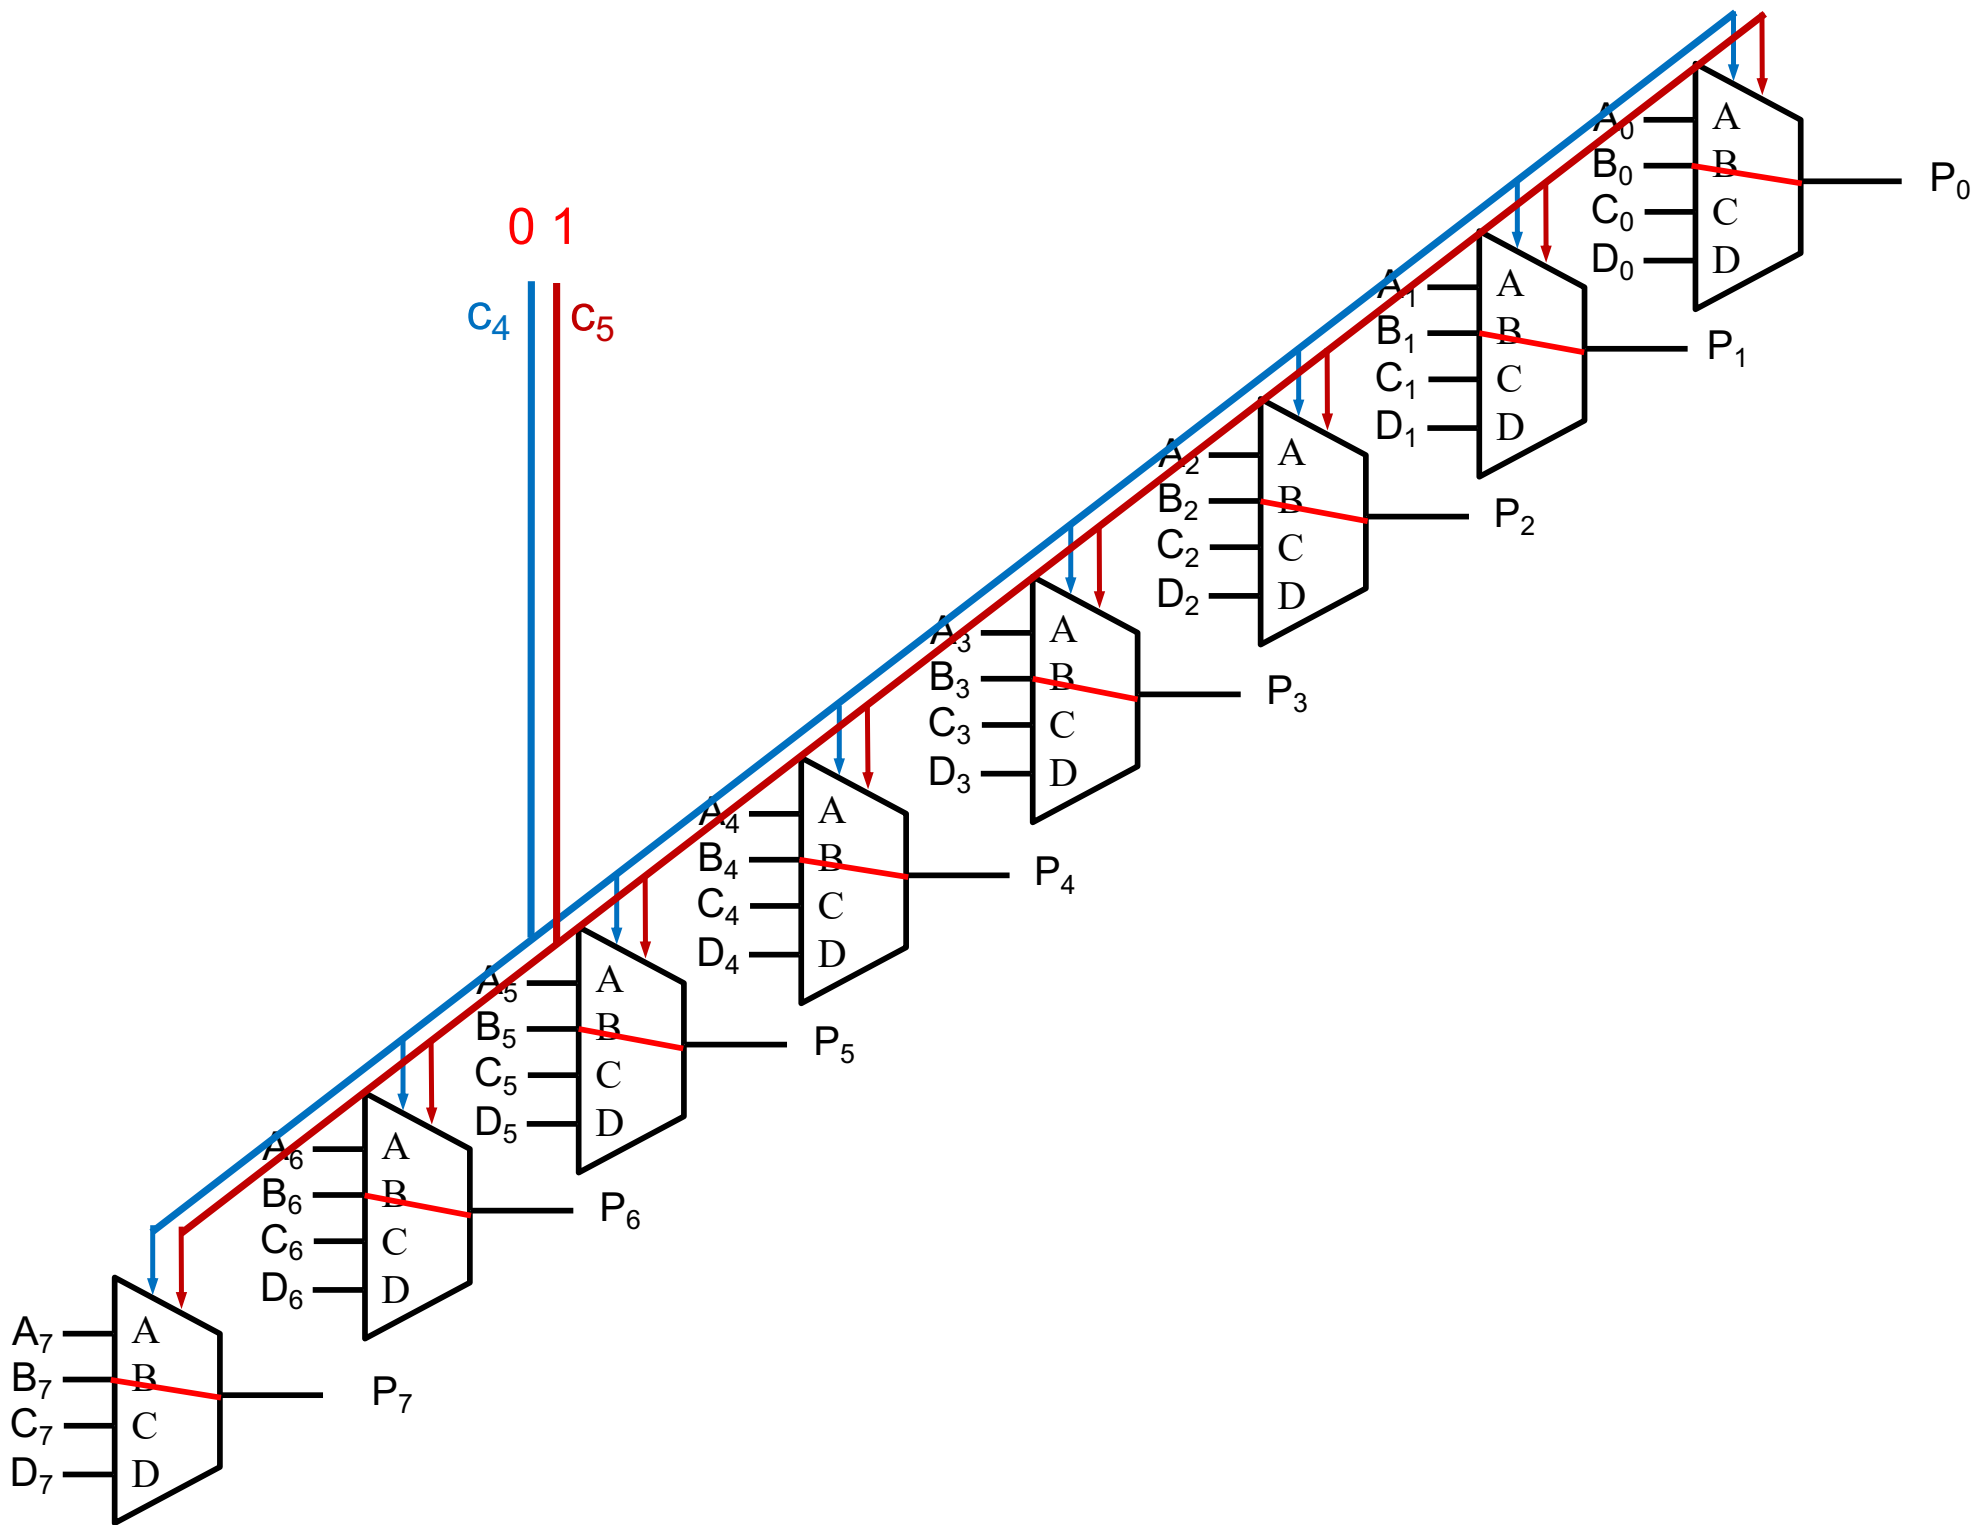 0 1
c4 c5
A0 A
B0 B P0
C0 C
D0 D
A1 A
B1 B P1
C1 C
D1 D
A2 A
B2 B P2
C2 C
D2 D
A3 A
B3 B P3
C3 C
D3 D
A4 A
B4 B P4
C4 C
D4 D
A5 A
B5 B P5
C5 C
D5 D
A6 A
B6 B P6
C6 C
D6 D
A7 A
B7 B P7
C7 C
D7 D